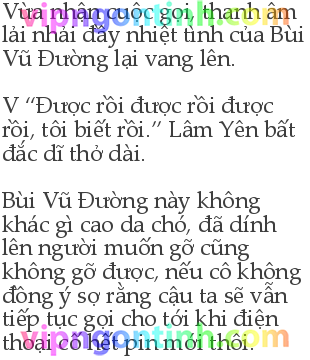 Vừa nhận cuộc gọi, thanh âm
lải nhải đầy nhiệt tình của Bùi
Vũ Đường lại vang lên.
V “Được rồi được rồi được
rồi, tôi biết rồi.” Lâm Yên bất
đắc dĩ thở dài.
Bùi Vũ Đường này không
khác gì cao da chó, đã dính
lên người muốn gỡ cũng
không gỡ được, nếu cô không
đồng ý sợ rằng cậu ta sẽ vẫn
tiếp tục gọi cho tới khi điện
thoại cô hết pin mới thôi.
vipngontinh.com
vipngontinh.com